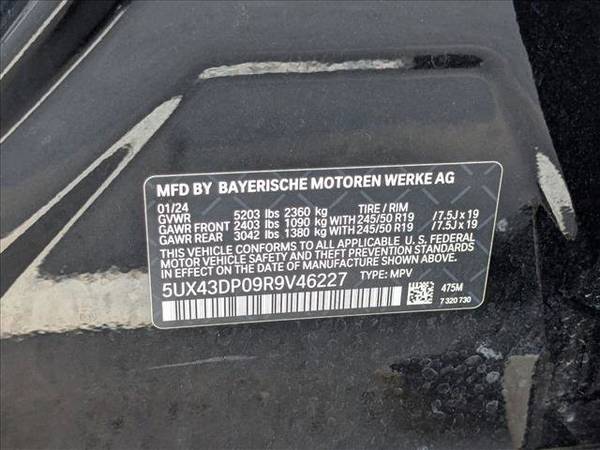 MFD BY BAYERISCHE MOTOREN WERKE AG
01/24
GVWR 5203 lbs 2360 kg TIRE / RIM
GAWR FRONT 2403 lbs 1090 kg WITH 245/50 R19 /7.5J x 19
GAWR REAR 3042 lbs 1380 kg WITH 245/50 R19 /7.5J x 19
THIS VEHICLE CONFORMS TO ALL APPLICABLE U. S. FEDERAL
MOTOR VEHICLE SAFETY, BUMPER, AND THEFT PREVENTION STANDARDS
IN EFFECT ON THE DATE OF MANUFACTURE SHOWN ABOVE.
5UX43DP09R9V46227 TYPE: MPV
475M
7 320 730